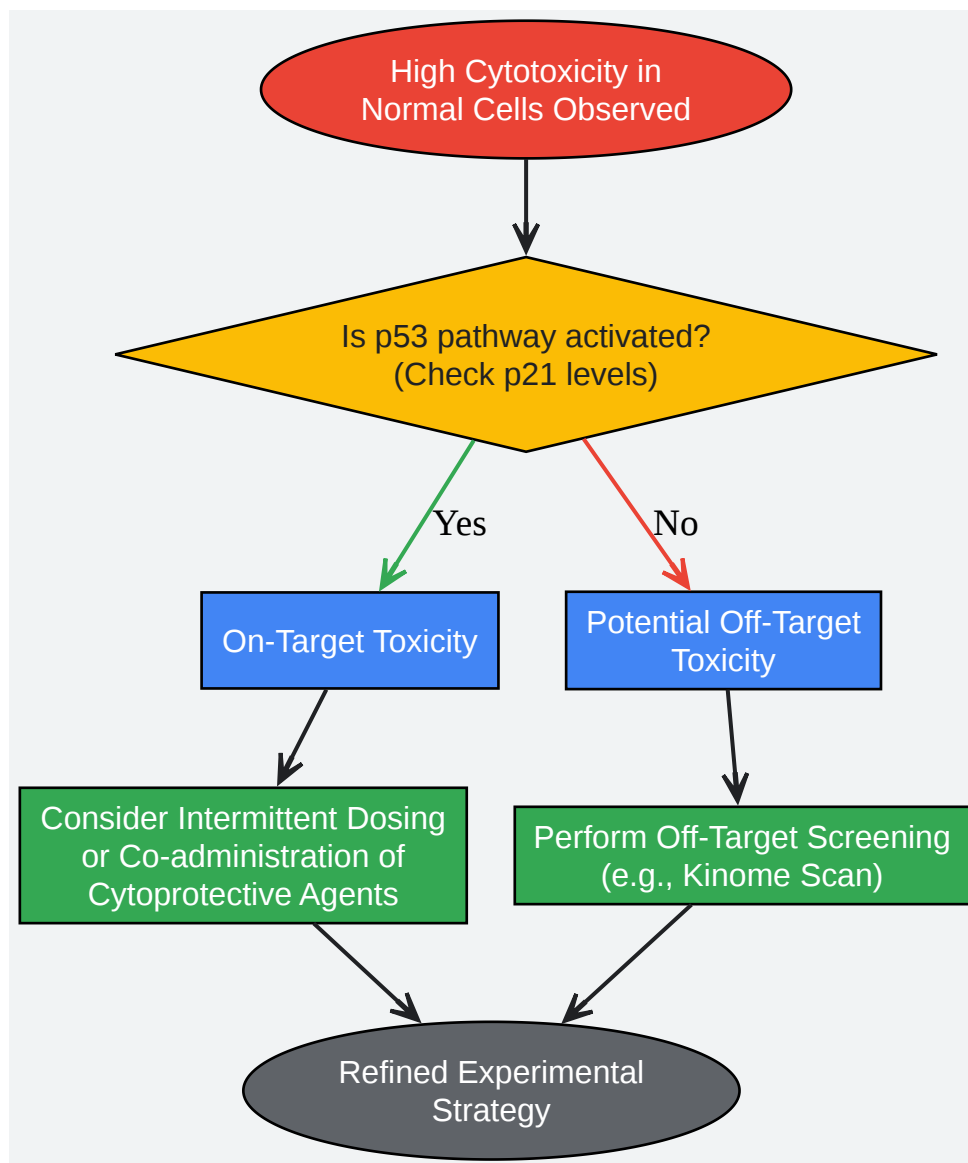 High Cytotoxicity in
Normal Cells Observed
Is p53 pathway activated?
(Check p21 levels)
Yes
No
On-Target Toxicity
Potential Off-Target
Toxicity
Consider Intermittent Dosing
or Co-administration of
Cytoprotective Agents
Perform Off-Target Screening
(e.g., Kinome Scan)
Refined Experimental
Strategy